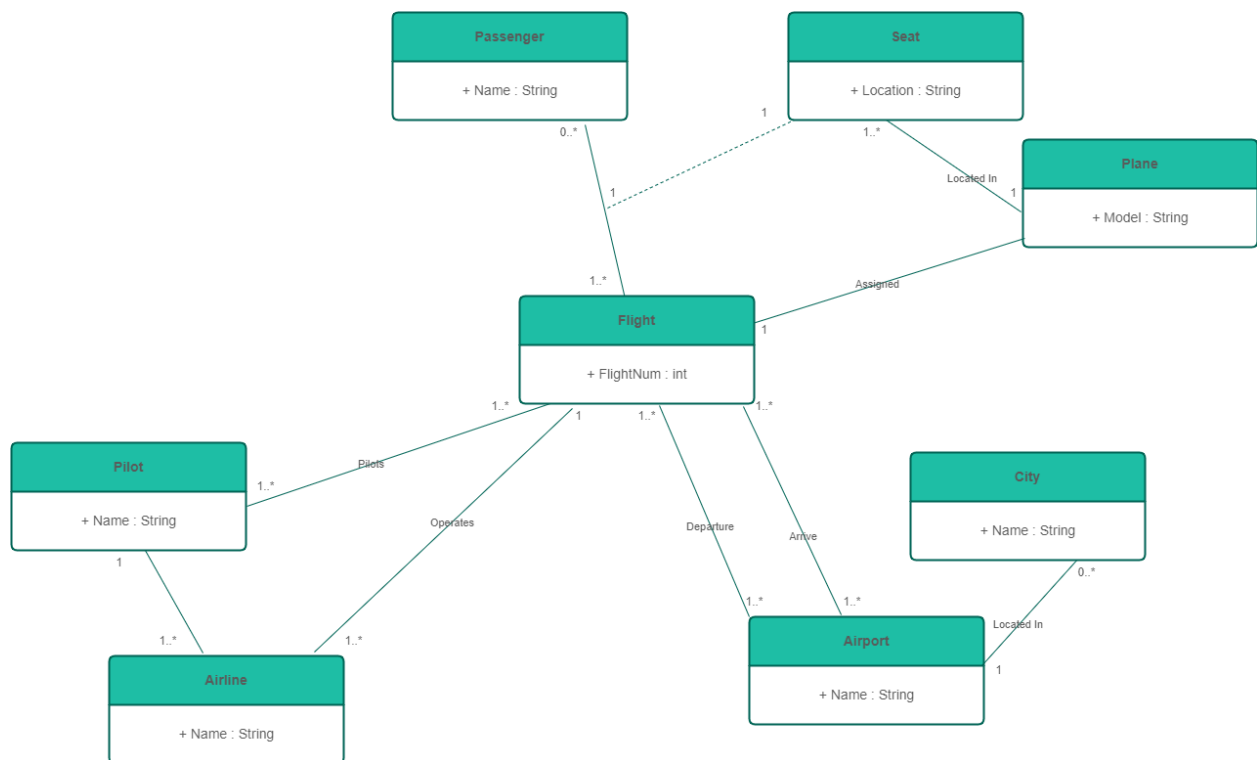 Passenger
+ Name : String
0..*
1
1..*
Seat
+ Location : String
1
1..*
Located In
1
Plane
+ Model : String
Assigned
1
Flight
+ FlightNum : int
1..*
1
1..*
1..*
Pilots
1..*
Pilot
+ Name : String
1
Operates
1..*
1..*
Airline
+ Name : String
Departure
Arrive
1..*
1..*
City
+ Name : String
0..*
Located In
1
Airport
+ Name : String